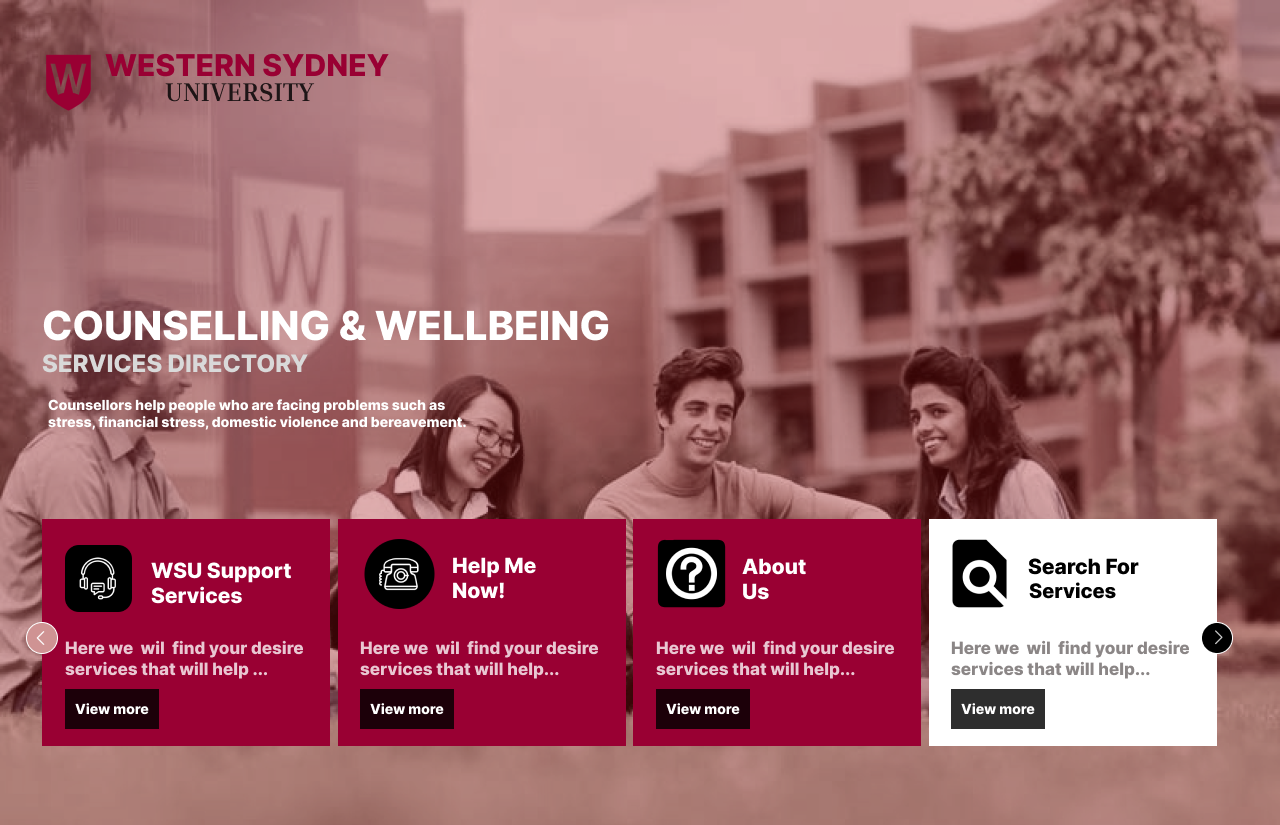 W
WESTERN SYDNEY
UNIVERSITY
W
COUNSELLING & WELLBEING
SERVICES DIRECTORY
Counsellors help people who are facing problems such as
stress, financial stress, domestic violence and bereavement.
WSU Support
Services
Here we wil find your desire
services that will help ...
View more
Help Me
Now!
Here we wil find your desire
services that will help...
View more
About
Us
Here we wil find your desire
services that will help...
View more
Search For
Services
Here we wil find your desire
services that will help...
View more